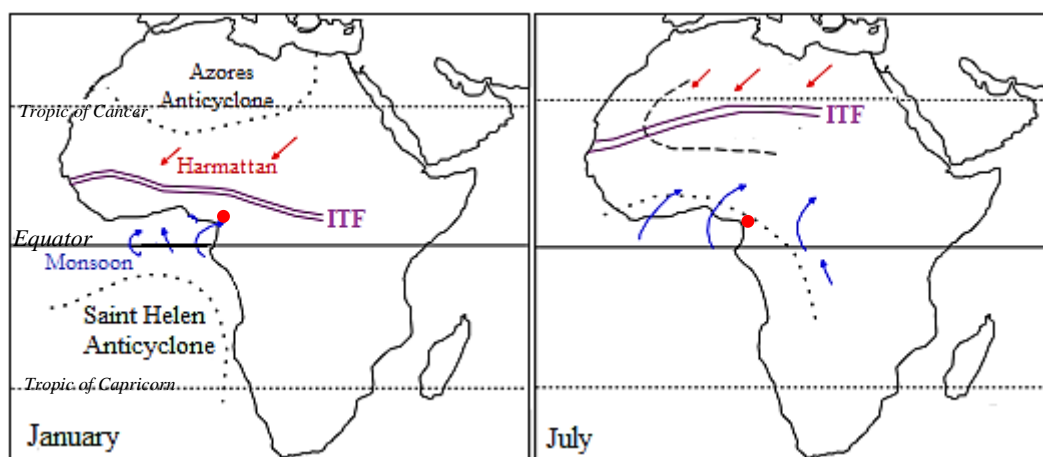 Azores
Anticyclone
Tropic of Cancer
Harmattan
ITF
Equator
Monsoon
Saint Helen
Anticyclone
Tropic of Capricorn
January
ITF
July